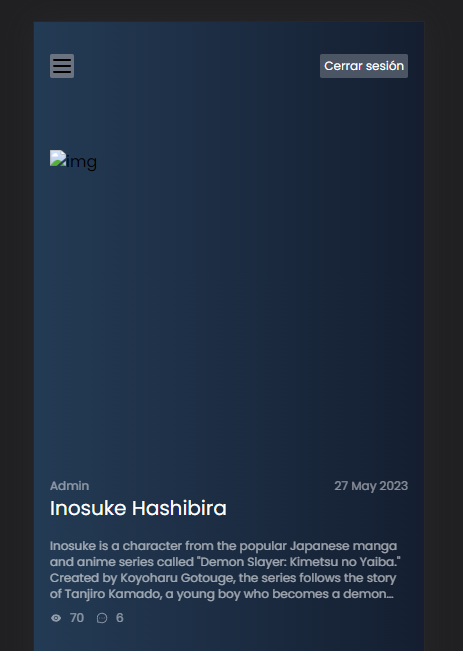 Cerrar sesión
img
Admin
27 May 2023
Inosuke Hashibira
Inosuke is a character from the popular Japanese manga
and anime series called "Demon Slayer: Kimetsu no Yaiba."
Created by Koyoharu Gotouge, the series follows the story
of Tanjiro Kamado, a young boy who becomes a demon...
70 6